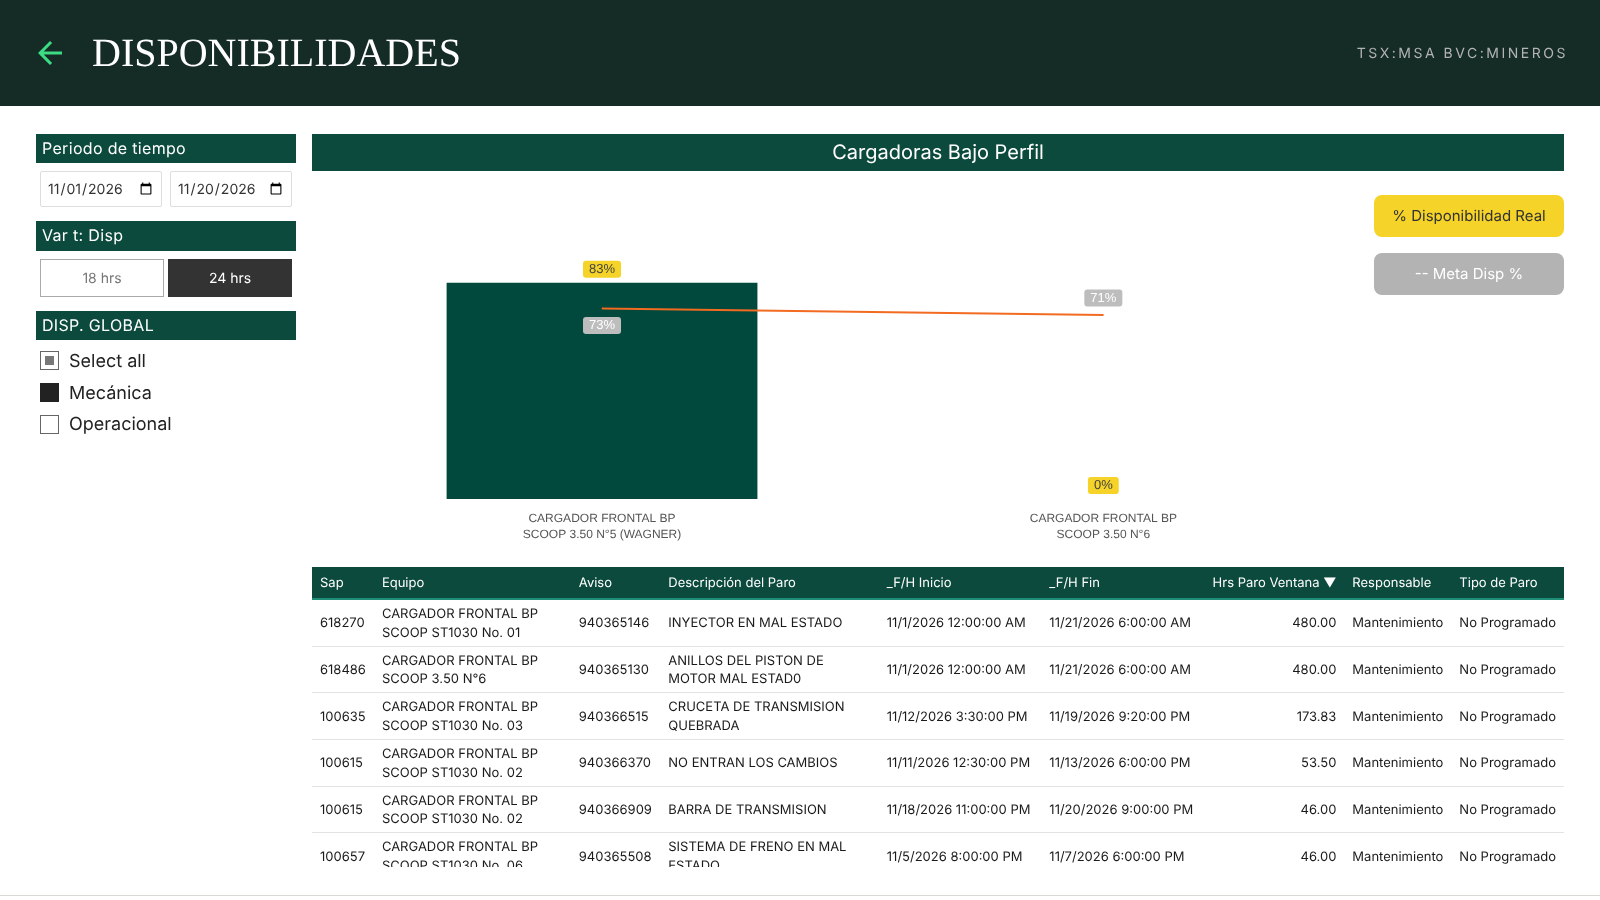 DISPONIBILIDADES
TSX:MSA BVC:MINEROS
Periodo de tiempo
11/01/2026 11/20/2026
Var t: Disp
18 hrs 24 hrs
DISP. GLOBAL
Select all
Mecánica
Operacional
Cargadoras Bajo Perfil
% Disponibilidad Real
-- Meta Disp %
83%
73%
71%
0%
CARGADOR FRONTAL BP
SCOOP 3.50 N°5 (WAGNER)
CARGADOR FRONTAL BP
SCOOP 3.50 N°6
Sap Equipo Aviso Descripción del Paro _F/H Inicio _F/H Fin Hrs Paro Ventana ▼ Responsable Tipo de Paro
618270 CARGADOR FRONTAL BP SCOOP ST1030 No. 01 940365146 INYECTOR EN MAL ESTADO 11/1/2026 12:00:00 AM 11/21/2026 6:00:00 AM 480.00 Mantenimiento No Programado
618486 CARGADOR FRONTAL BP SCOOP 3.50 N°6 940365130 ANILLOS DEL PISTON DE MOTOR MAL ESTAD0 11/1/2026 12:00:00 AM 11/21/2026 6:00:00 AM 480.00 Mantenimiento No Programado
100635 CARGADOR FRONTAL BP SCOOP ST1030 No. 03 940366515 CRUCETA DE TRANSMISION QUEBRADA 11/12/2026 3:30:00 PM 11/19/2026 9:20:00 PM 173.83 Mantenimiento No Programado
100615 CARGADOR FRONTAL BP SCOOP ST1030 No. 02 940366370 NO ENTRAN LOS CAMBIOS 11/11/2026 12:30:00 PM 11/13/2026 6:00:00 PM 53.50 Mantenimiento No Programado
100615 CARGADOR FRONTAL BP SCOOP ST1030 No. 02 940366909 BARRA DE TRANSMISION 11/18/2026 11:00:00 PM 11/20/2026 9:00:00 PM 46.00 Mantenimiento No Programado
100657 CARGADOR FRONTAL BP SCOOP ST1030 No. 06 940365508 SISTEMA DE FRENO EN MAL ESTADO 11/5/2026 8:00:00 PM 11/7/2026 6:00:00 PM 46.00 Mantenimiento No Programado